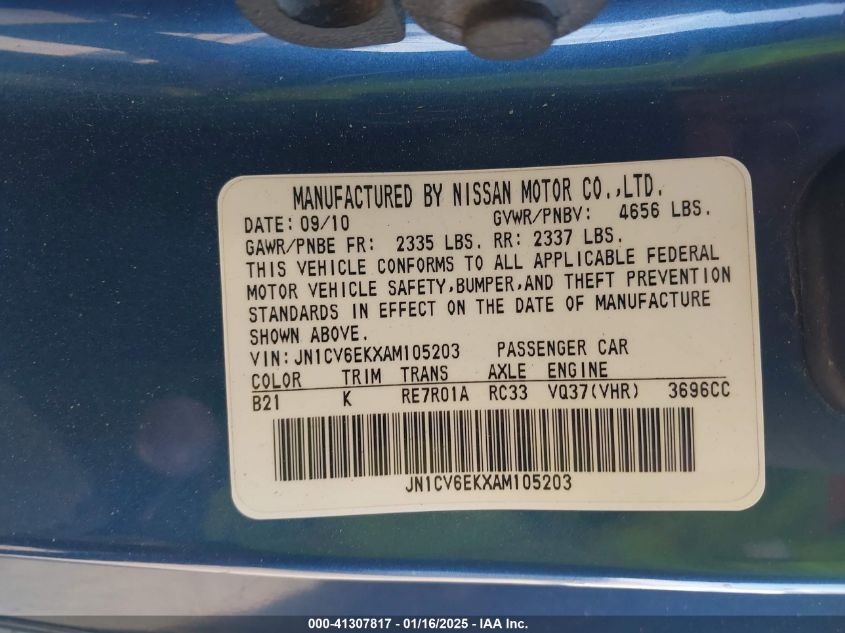 MANUFACTURED BY NISSAN MOTOR CO.,LTD.
DATE: 09/10 GVWR/PNBV: 4656 LBS.
GAWR/PNBE FR: 2335 LBS. RR: 2337 LBS.
THIS VEHICLE CONFORMS TO ALL APPLICABLE FEDERAL
MOTOR VEHICLE SAFETY,BUMPER,AND THEFT PREVENTION
STANDARDS IN EFFECT ON THE DATE OF MANUFACTURE
SHOWN ABOVE.
VIN: JN1CV6EKXAM105203 PASSENGER CAR
COLOR TRIM TRANS AXLE ENGINE
B21 K RE7R01A RC33 VQ37(VHR) 3696CC
JN1CV6EKXAM105203
000-41307817 - 01/16/2025 - IAA Inc.